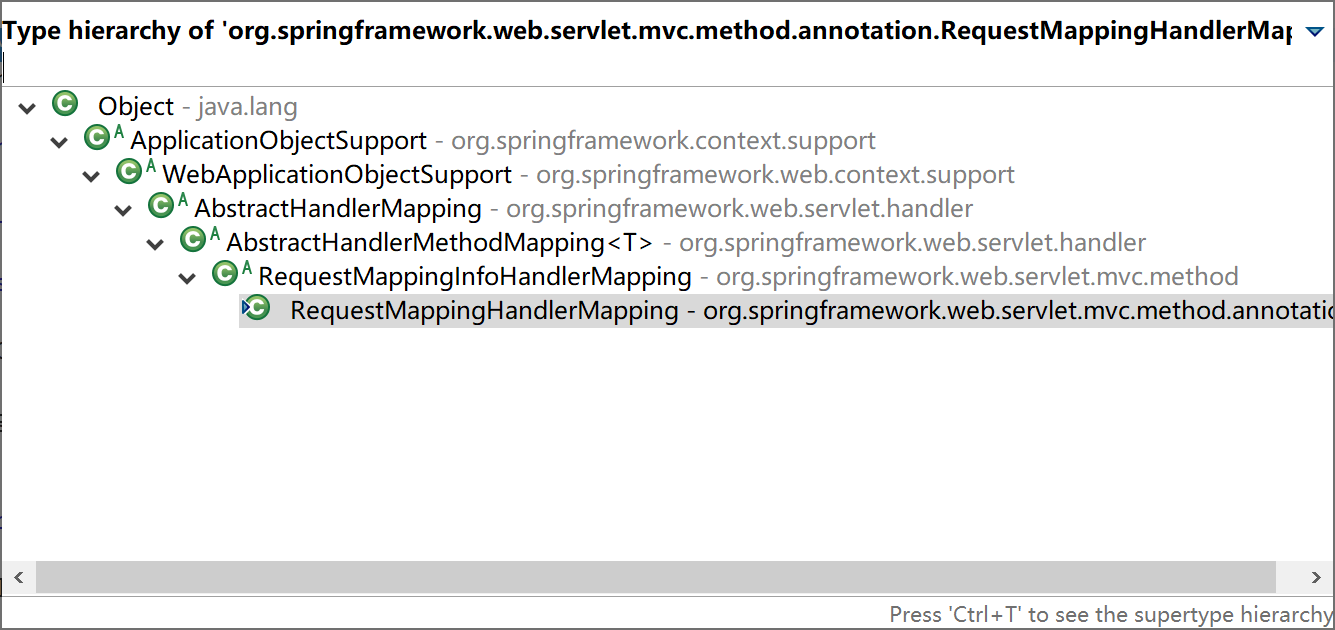 Type hierarchy of 'org.springframework.web.servlet.mvc.method.annotation.RequestMappingHandlerMap
Object - java.lang
A ApplicationObjectSupport - org.springframework.context.support
A WebApplicationObjectSupport - org.springframework.web.context.support
A AbstractHandlerMapping - org.springframework.web.servlet.handler
A AbstractHandlerMethodMapping<T> - org.springframework.web.servlet.handler
A RequestMappingInfoHandlerMapping - org.springframework.web.servlet.mvc.method
RequestMappingHandlerMapping - org.springframework.web.servlet.mvc.method.annotatio
Press 'Ctrl+T' to see the supertype hierarchy